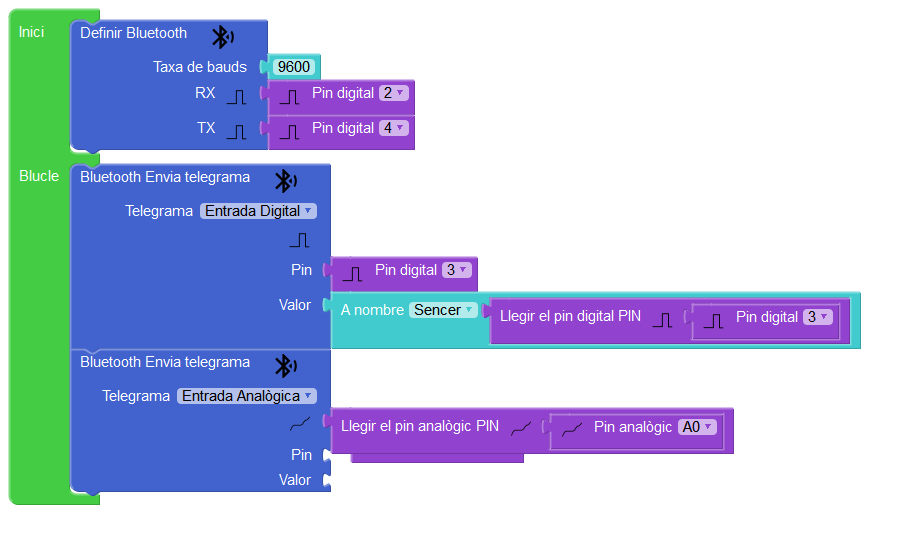 Inici
Definir Bluetooth
Taxa de bauds 9600
RX Pin digital 2
TX Pin digital 4
Blucle
Bluetooth Envia telegrama
Telegrama Entrada Digital
Pin Pin digital 3
Valor A nombre Sencer Llegir el pin digital PIN Pin digital 3
Bluetooth Envia telegrama
Telegrama Entrada Analògica
Llegir el pin analògic PIN Pin analògic A0
Pin
Valor